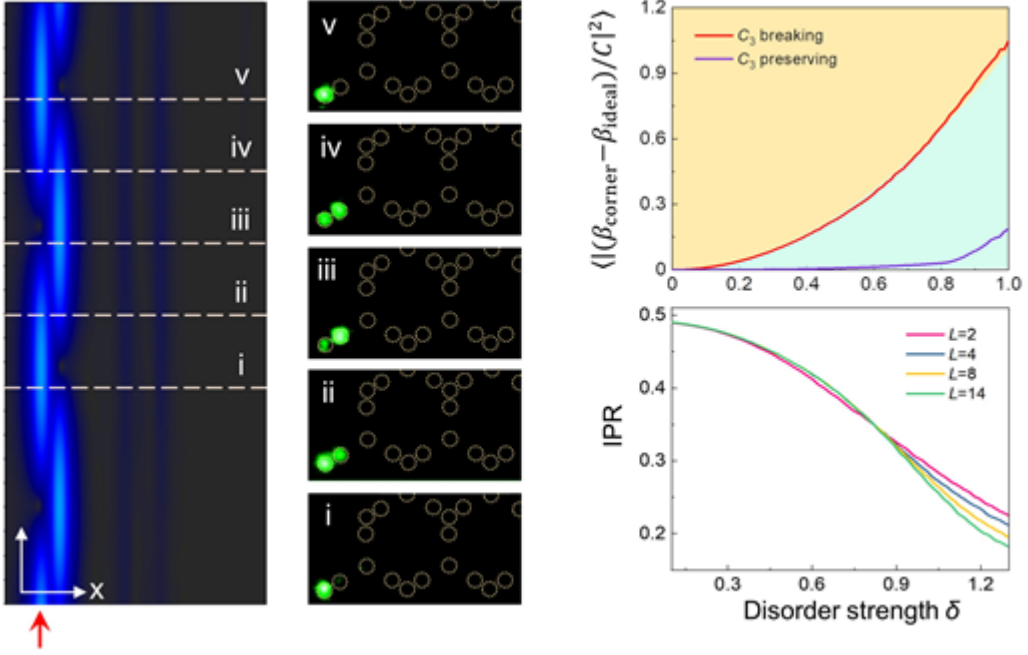 v
iv
iii
ii
i
x
v
iv
iii
ii
i
⟨|(β_corner−β_ideal)/C|²⟩
1.2
0.9
0.6
0.3
0
C₃ breaking
C₃ preserving
0 0.2 0.4 0.6 0.8 1.0
IPR
0.5
0.4
0.3
0.2
L=2
L=4
L=8
L=14
0.3 0.6 0.9 1.2
Disorder strength δ